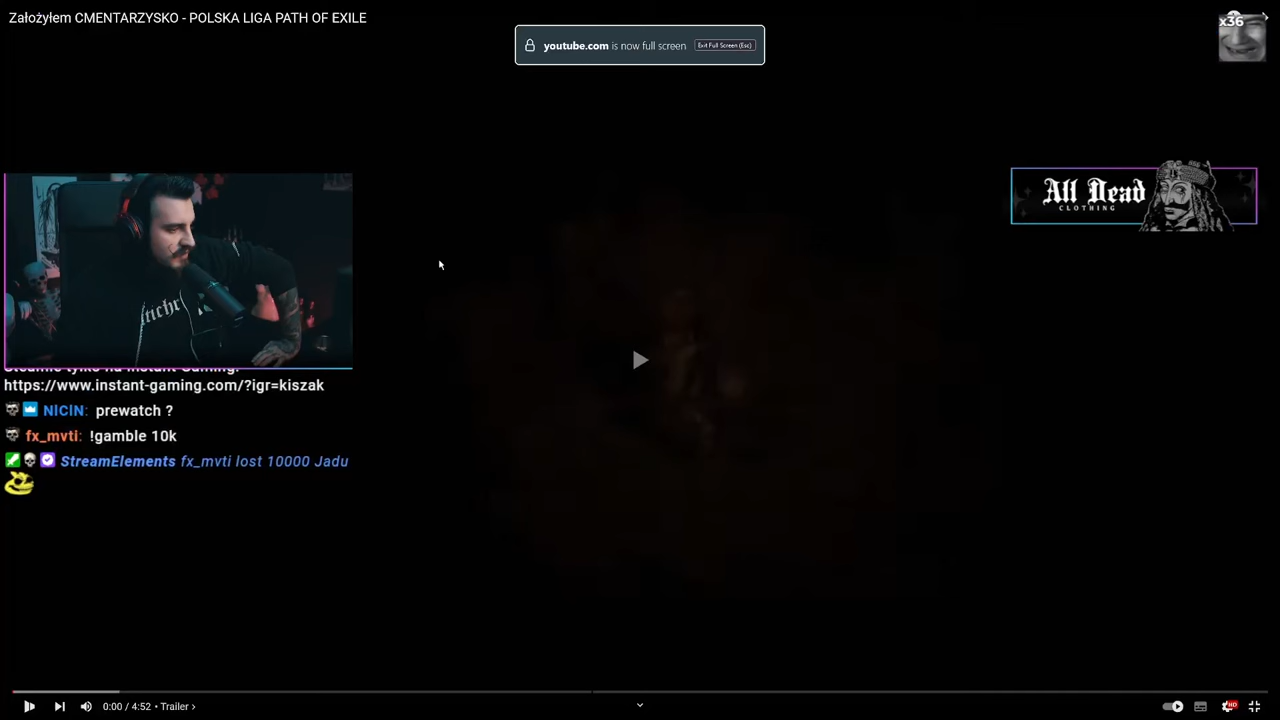 Założyłem CMENTARZYSKO - POLSKA LIGA PATH OF EXILE
youtube.com is now full screen Exit Full Screen (Esc)
x36
All Dead
CLOTHING
tichr
https://www.instant-gaming.com/?igr=kiszak
NICIN: prewatch ?
fx_mvti: !gamble 10k
StreamElements fx_mvti lost 10000 Jadu
0:00 / 4:52 • Trailer ›
HD